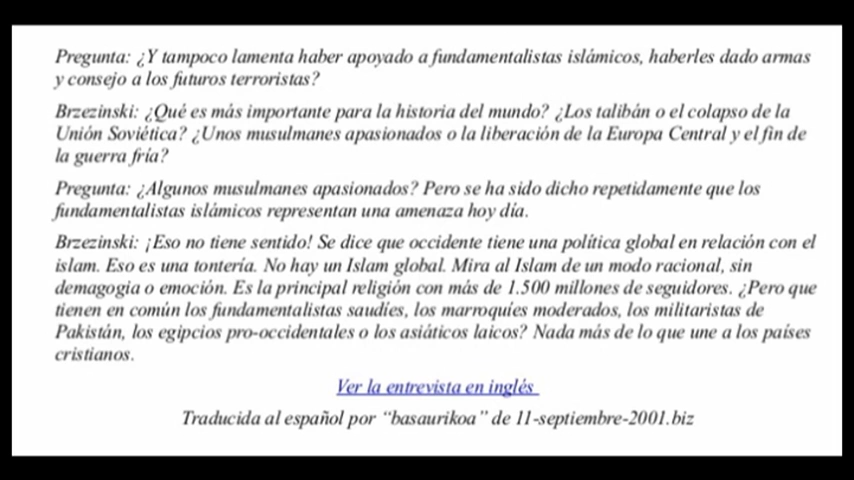 Pregunta: ¿Y tampoco lamenta haber apoyado a fundamentalistas islámicos, haberles dado armas
y consejo a los futuros terroristas?
Brzezinski: ¿Qué es más importante para la historia del mundo? ¿Los talibán o el colapso de la
Unión Soviética? ¿Unos musulmanes apasionados o la liberación de la Europa Central y el fin de
la guerra fría?
Pregunta: ¿Algunos musulmanes apasionados? Pero se ha sido dicho repetidamente que los
fundamentalistas islámicos representan una amenaza hoy día.
Brzezinski: ¡Eso no tiene sentido! Se dice que occidente tiene una política global en relación con el
islam. Eso es una tontería. No hay un Islam global. Mira al Islam de un modo racional, sin
demagogia o emoción. Es la principal religión con más de 1.500 millones de seguidores. ¿Pero que
tienen en común los fundamentalistas saudíes, los marroquíes moderados, los militaristas de
Pakistán, los egipcios pro-occidentales o los asiáticos laicos? Nada más de lo que une a los países
cristianos.
Ver la entrevista en inglés
Traducida al español por “basaurikoa” de 11-septiembre-2001.biz